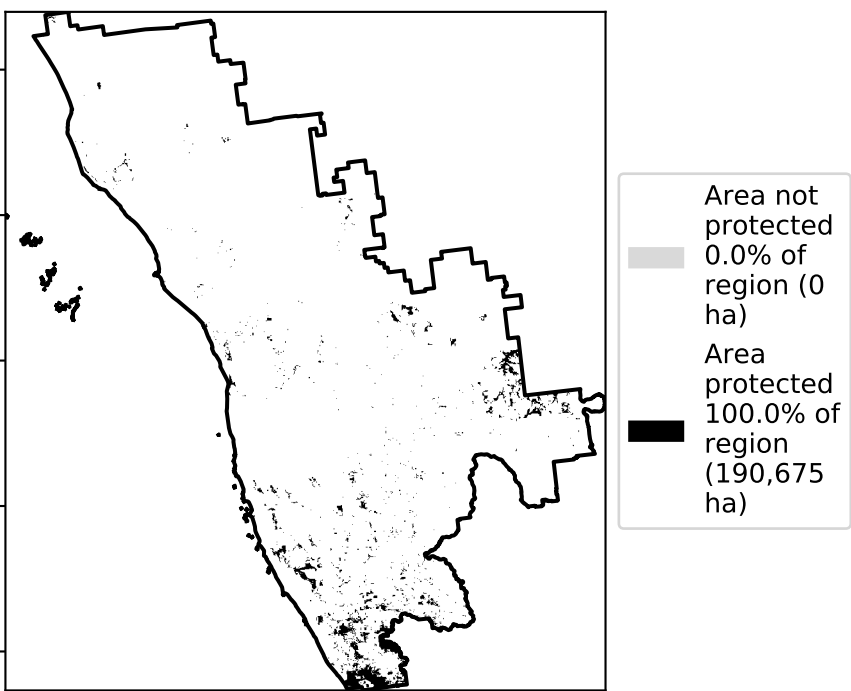 Area not
protected
0.0% of
region (0
ha)
Area
protected
100.0% of
region
(190,675
ha)